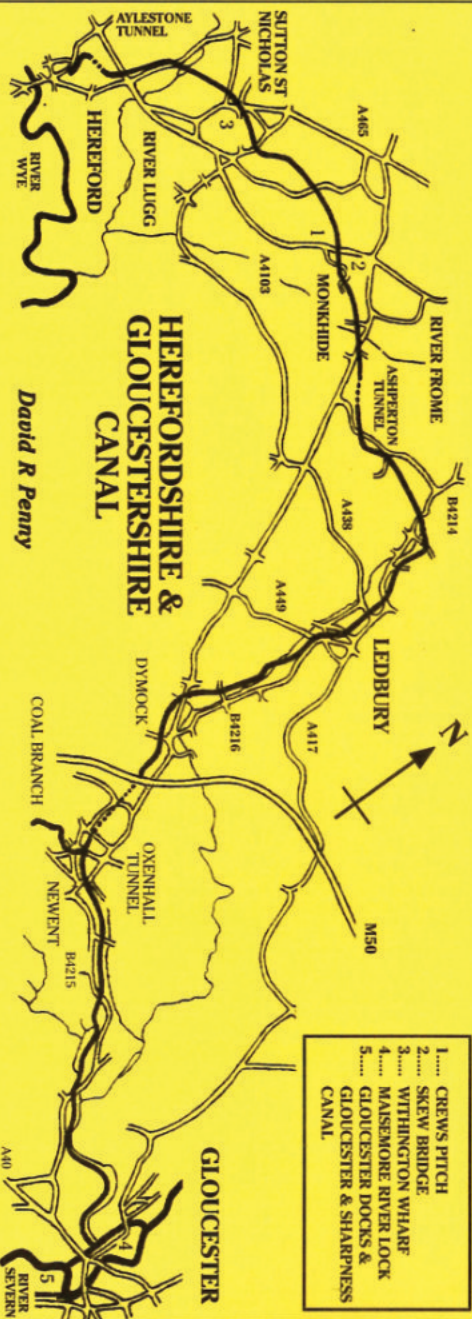 HEREFORDSHIRE &
GLOUCESTERSHIRE
CANAL
David R Penny
AYLESTONE
TUNNEL
SUTTON ST
NICHOLAS
3
A465
HEREFORD
RIVER LUGG
RIVER
WYE
1
2
A4103
MONKHIDE
RIVER FROME
ASHPERTON
TUNNEL
B4214
A438
A449
LEDBURY
A417
B4216
DYMOCK
N
COAL BRANCH
OXENHALL
TUNNEL
NEWENT
M50
B4215
GLOUCESTER
A40
4
5
RIVER
SEVERN
1.... CREWS PITCH
2.... SKEW BRIDGE
3.... WITHINGTON WHARF
4.... MAISEMORE RIVER LOCK
5.... GLOUCESTER DOCKS &
GLOUCESTER & SHARPNESS
CANAL